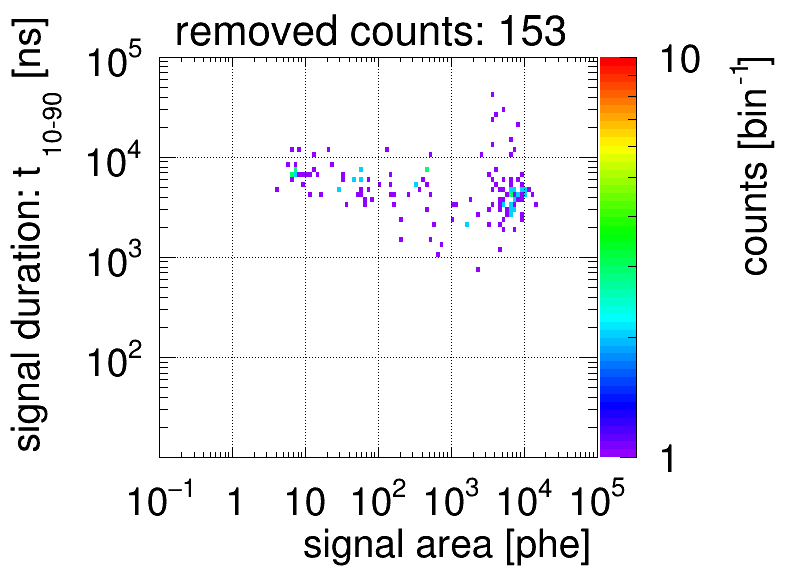 removed counts: 153
signal duration: t 10-90 [ns]
10^5
10^4
10^3
10^2
10^−1 1 10 10^2 10^3 10^4 10^5
signal area [phe]
10
1
counts [bin^-1]